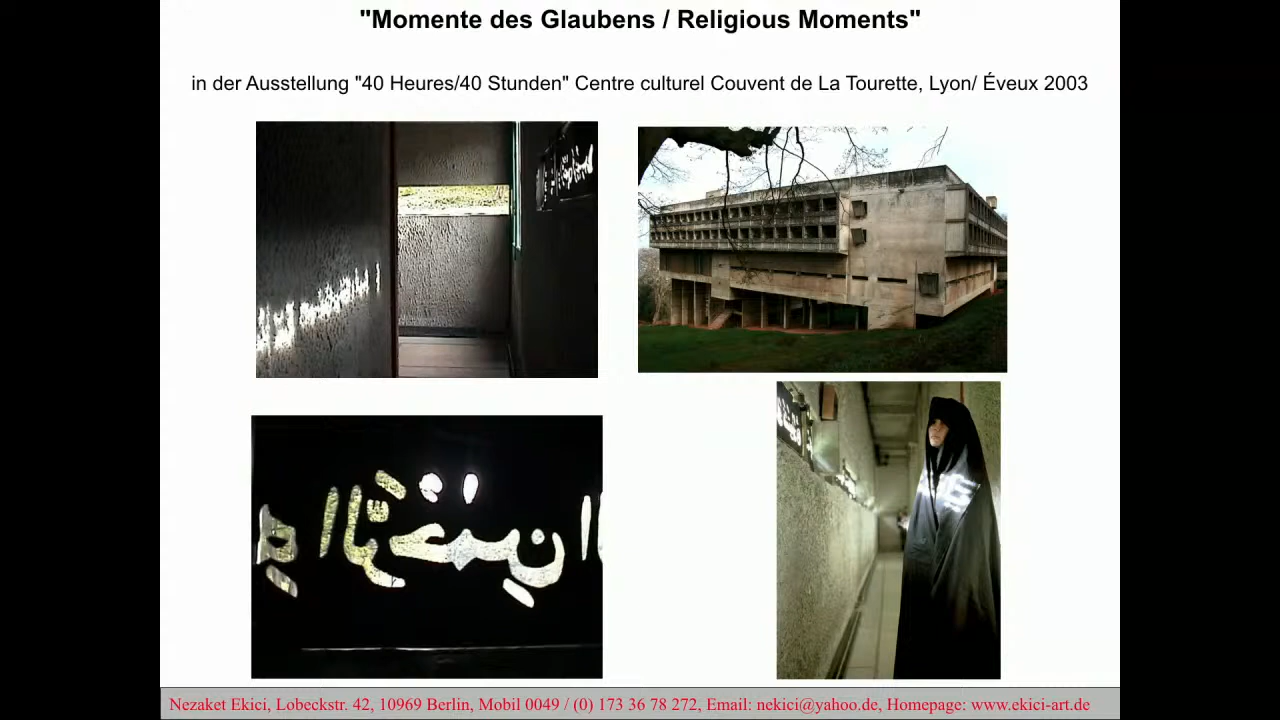 "Momente des Glaubens / Religious Moments"
in der Ausstellung "40 Heures/40 Stunden" Centre culturel Couvent de La Tourette, Lyon/ Éveux 2003
Nezaket Ekici, Lobeckstr. 42, 10969 Berlin, Mobil 0049 / (0) 173 36 78 272, Email: nekici@yahoo.de, Homepage: www.ekici-art.de